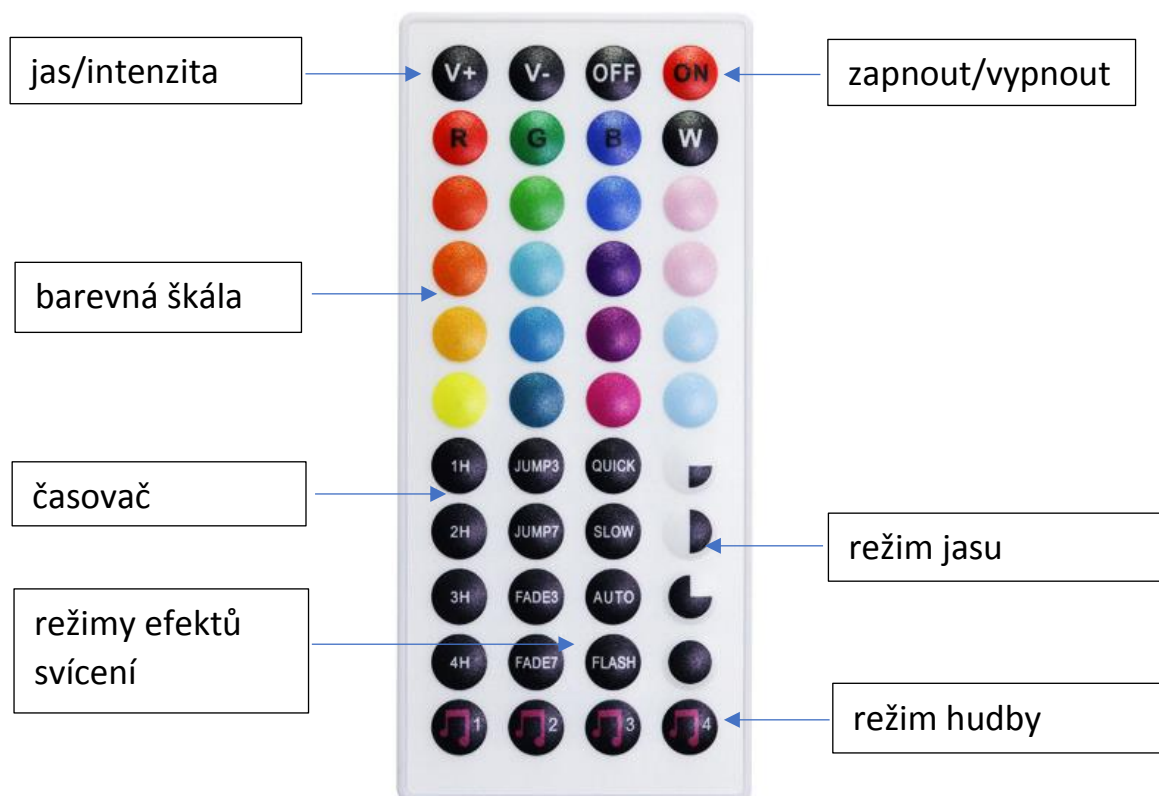 jas/intenzita
zapnout/vypnout
V+ V- OFF ON
R G B W
barevná škála
časovač
1H JUMP3 QUICK
2H JUMP7 SLOW
režim jasu
3H FADE3 AUTO
režimy efektů
svícení
4H FADE7 FLASH
1 2 3 4
režim hudby